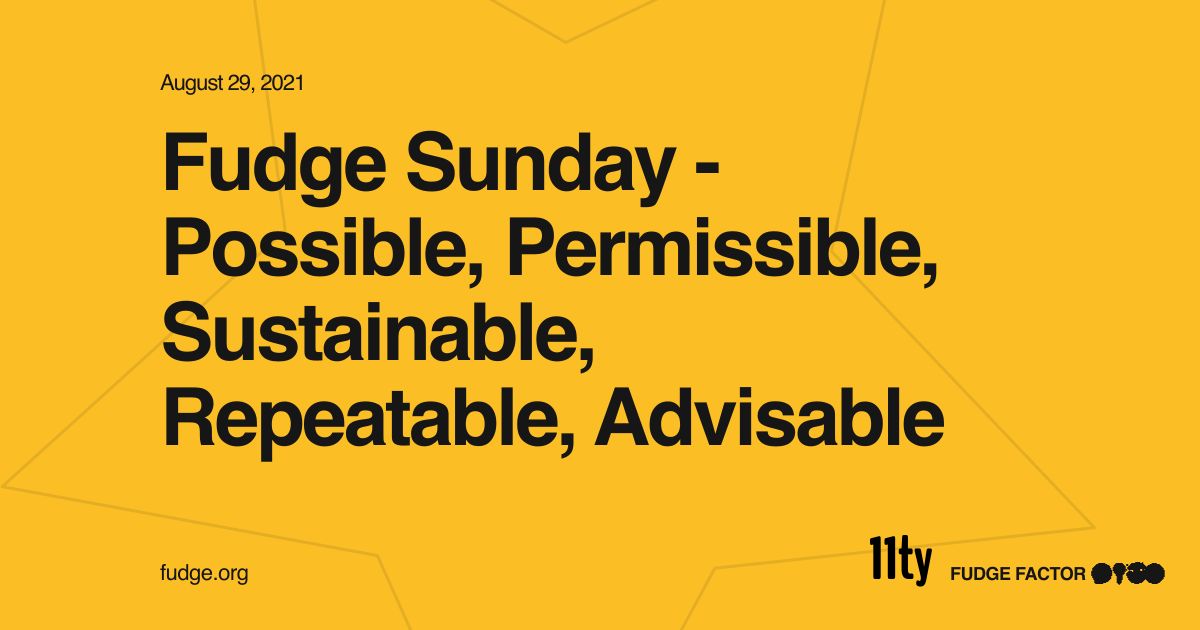 August 29, 2021
Fudge Sunday -
Possible, Permissible,
Sustainable,
Repeatable, Advisable
fudge.org
11ty
FUDGE FACTOR